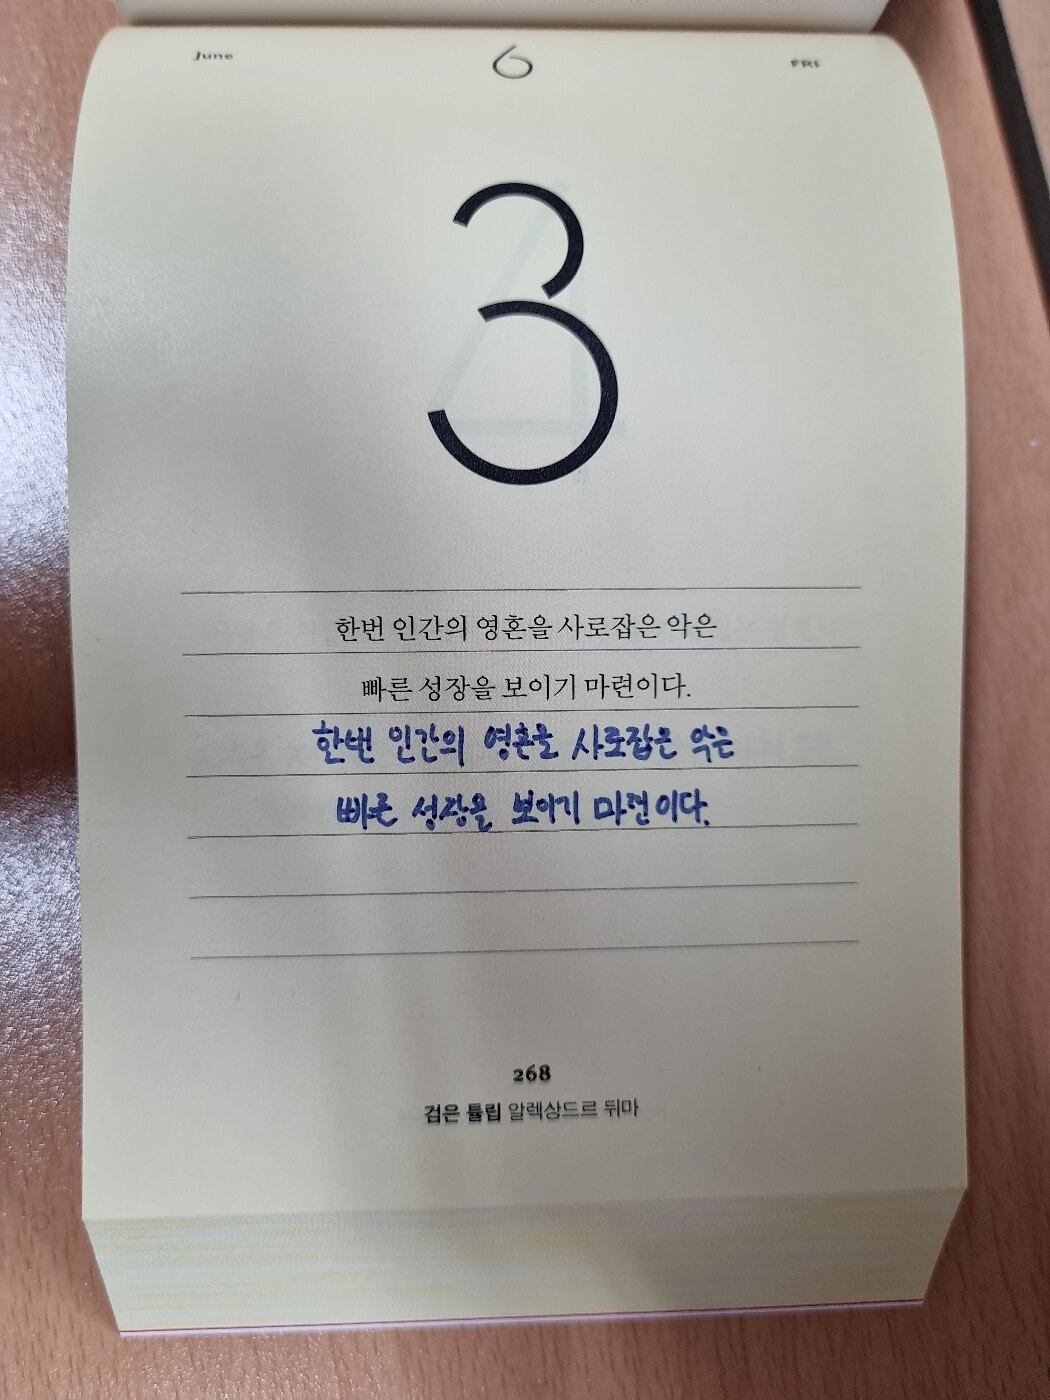 June 6 FRI
3
한번 인간의 영혼을 사로잡은 악은
빠른 성장을 보이기 마련이다.
한번 인간의 영혼을 사로잡은 악은
빠른 성장을 보이기 마련이다.
268
검은 튤립 알렉상드르 뒤마